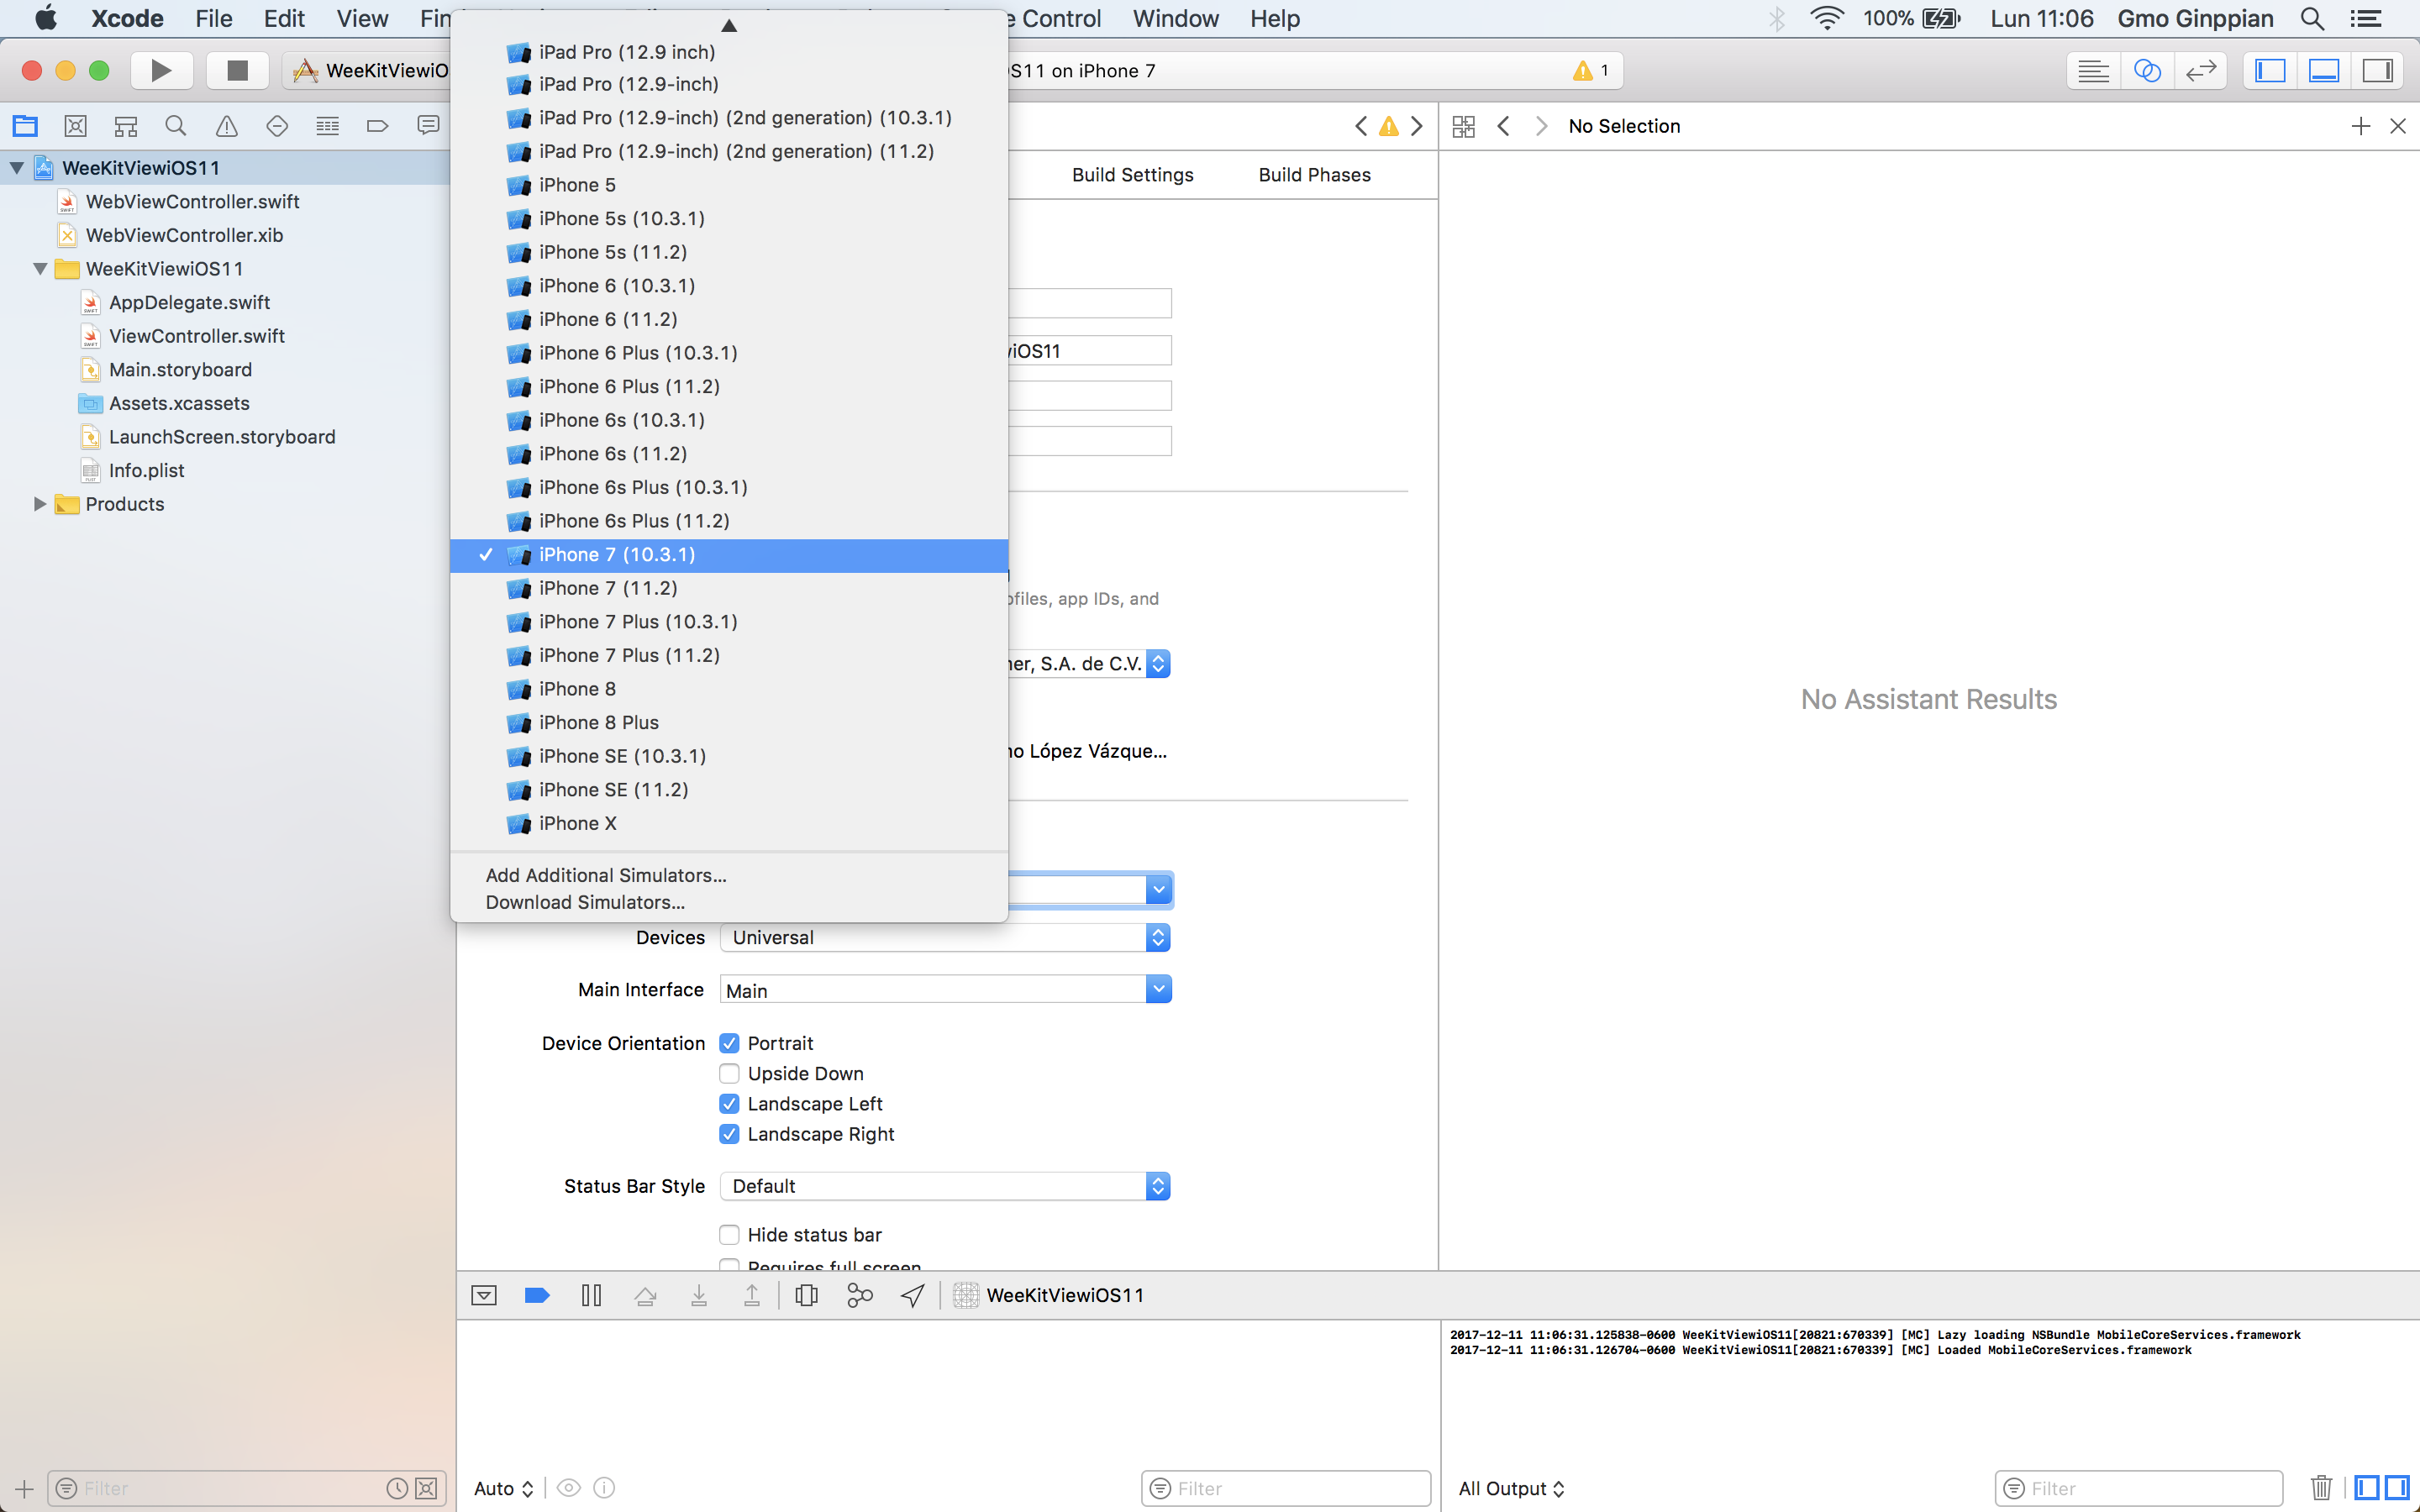 Xcode File Edit View Fin e Control Window Help 100% Lun 11:06 Gmo Ginppian
WeeKitViewiO S11 on iPhone 7 1
No Selection
Build Settings Build Phases
WeeKitViewiOS11
WebViewController.swift
WebViewController.xib
WeeKitViewiOS11
AppDelegate.swift
ViewController.swift
Main.storyboard
Assets.xcassets
LaunchScreen.storyboard
Info.plist
Products
iPad Pro (12.9 inch)
iPad Pro (12.9-inch)
iPad Pro (12.9-inch) (2nd generation) (10.3.1)
iPad Pro (12.9-inch) (2nd generation) (11.2)
iPhone 5
iPhone 5s (10.3.1)
iPhone 5s (11.2)
iPhone 6 (10.3.1)
iPhone 6 (11.2)
iPhone 6 Plus (10.3.1)
iPhone 6 Plus (11.2)
iPhone 6s (10.3.1)
iPhone 6s (11.2)
iPhone 6s Plus (10.3.1)
iPhone 6s Plus (11.2)
iPhone 7 (10.3.1)
iPhone 7 (11.2)
iPhone 7 Plus (10.3.1)
iPhone 7 Plus (11.2)
iPhone 8
iPhone 8 Plus
iPhone SE (10.3.1)
iPhone SE (11.2)
iPhone X
Add Additional Simulators...
Download Simulators...
iOS11
ofiles, app IDs, and
ner, S.A. de C.V.
no López Vázque...
Devices Universal
Main Interface Main
Device Orientation Portrait
Upside Down
Landscape Left
Landscape Right
Status Bar Style Default
Hide status bar
Requires full screen
No Assistant Results
WeeKitViewiOS11
2017-12-11 11:06:31.125838-0600 WeeKitViewiOS11[20821:670339] [MC] Lazy loading NSBundle MobileCoreServices.framework
2017-12-11 11:06:31.126704-0600 WeeKitViewiOS11[20821:670339] [MC] Loaded MobileCoreServices.framework
Filter Auto Filter All Output Filter